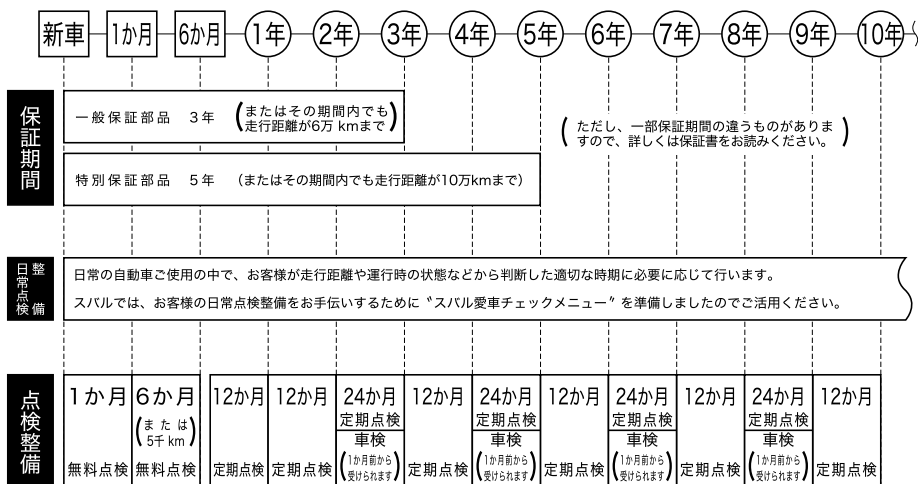 新車 1か月 6か月 1年 2年 3年 4年 5年 6年 7年 8年 9年 10年
保証期間
一般保証部品 3年 (またはその期間内でも
走行距離が6万 kmまで)
(ただし、一部保証期間の違うものがありま
すので、詳しくは保証書をお読みください。)
特別保証部品 5年 (またはその期間内でも走行距離が10万kmまで)
日常点検
整備
日常の自動車ご使用の中で、お客様が走行距離や運行時の状態などから判断した適切な時期に必要に応じて行います。
スバルでは、お客様の日常点検整備をお手伝いするために〝スバル愛車チェックメニュー〞を準備しましたのでご活用ください。
点検整備
1か月
無料点検
6か月
(または
5千km)
無料点検
12か月
定期点検
12か月
定期点検
24か月
定期点検
車検
(1か月前から
受けられます)
12か月
定期点検
24か月
定期点検
車検
(1か月前から
受けられます)
12か月
定期点検
24か月
定期点検
車検
(1か月前から
受けられます)
12か月
定期点検
24か月
定期点検
車検
(1か月前から
受けられます)
12か月
定期点検